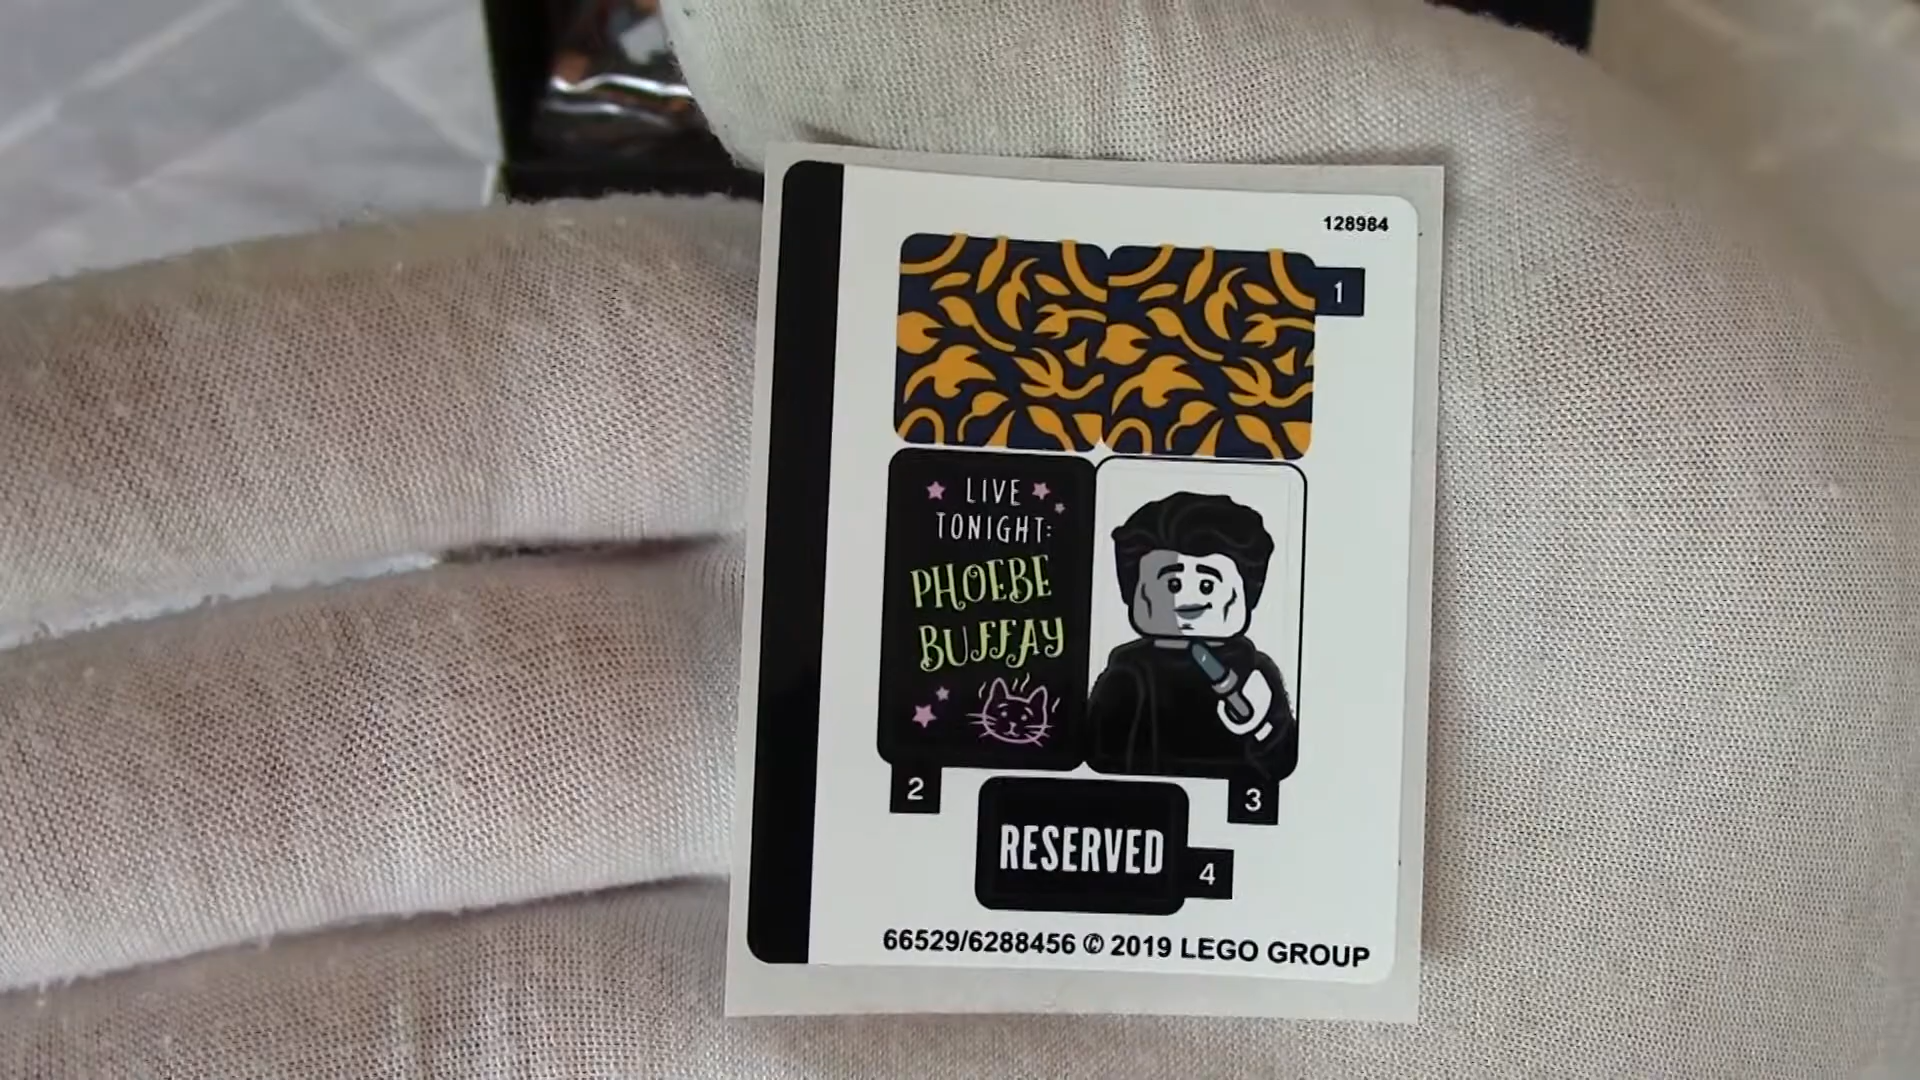 128984
1
LIVE
TONIGHT:
PHOEBE
BUFFAY
2
3
RESERVED
4
66529/6288456 © 2019 LEGO GROUP